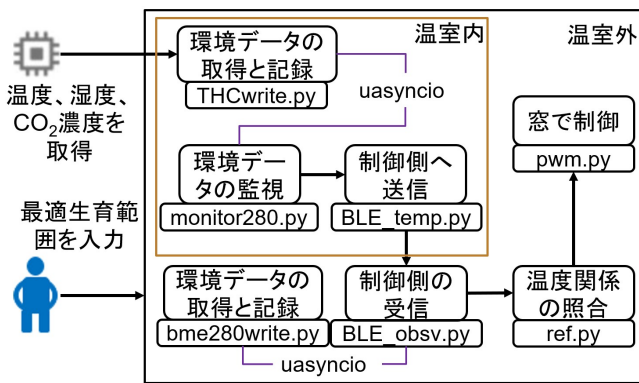 環境データの
取得と記録
THCwrite.py
温室内
温室外
uasyncio
温度、湿度、
CO₂濃度を
取得
窓で制御
pwm.py
環境デー
タの監視
monitor280.py
制御側へ
送信
BLE_temp.py
最適生育範
囲を入力
環境データの
取得と記録
bme280write.py
制御側の
受信
BLE_obsv.py
温度関係
の照合
ref.py
uasyncio